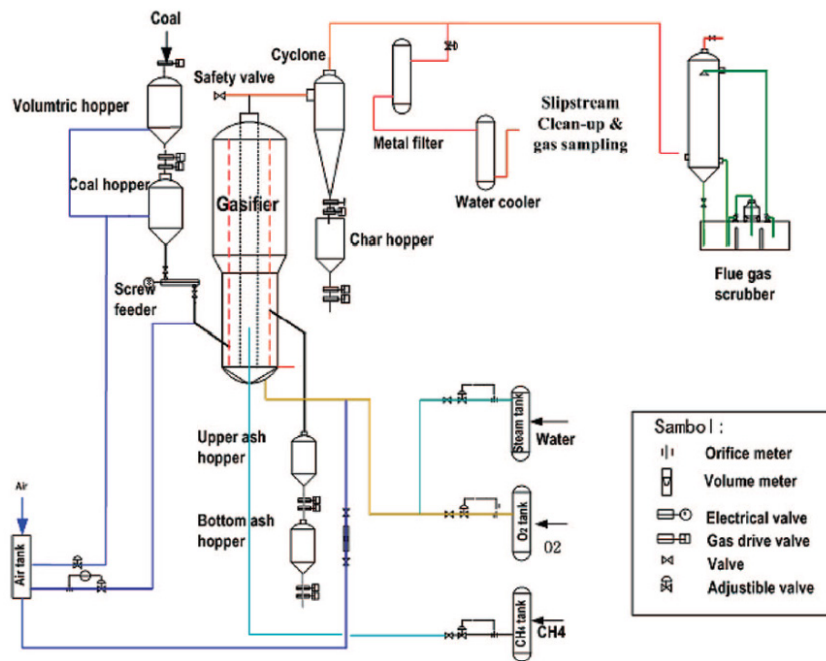 Coal
Volumtric hopper
Coal hopper
Screw
feeder
Safety valve
Cyclone
Gasifier
Char hopper
Metal filter
Water cooler
Slipstream
Clean-up &
gas sampling
Flue gas
scrubber
Upper ash
hopper
Bottom ash
hopper
Air
Air tank
Steam tank
Water
O2 tank
O2
CH4 tank
CH4
Sambol:
Orifice meter
Volume meter
Electrical valve
Gas drive valve
Valve
Adjustible valve